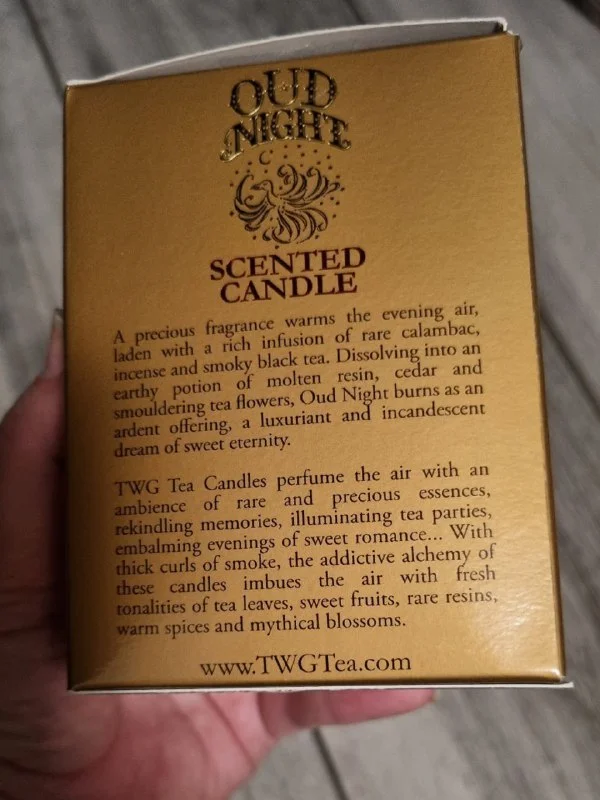 OUD
NIGHT
SCENTED
CANDLE
A precious fragrance warms the evening air,
laden with a rich infusion of rare calambac,
incense and smoky black tea. Dissolving into an
earthy potion of molten resin, cedar and
smouldering tea flowers, Oud Night burns as an
ardent offering, a luxuriant and incandescent
dream of sweet eternity.
TWG Tea Candles perfume the air with an
ambience of rare and precious essences,
rekindling memories, illuminating tea parties,
embalming evenings of sweet romance... With
thick curls of smoke, the addictive alchemy of
these candles imbues the air with fresh
tonalities of tea leaves, sweet fruits, rare resins,
warm spices and mythical blossoms.
www.TWGTea.com